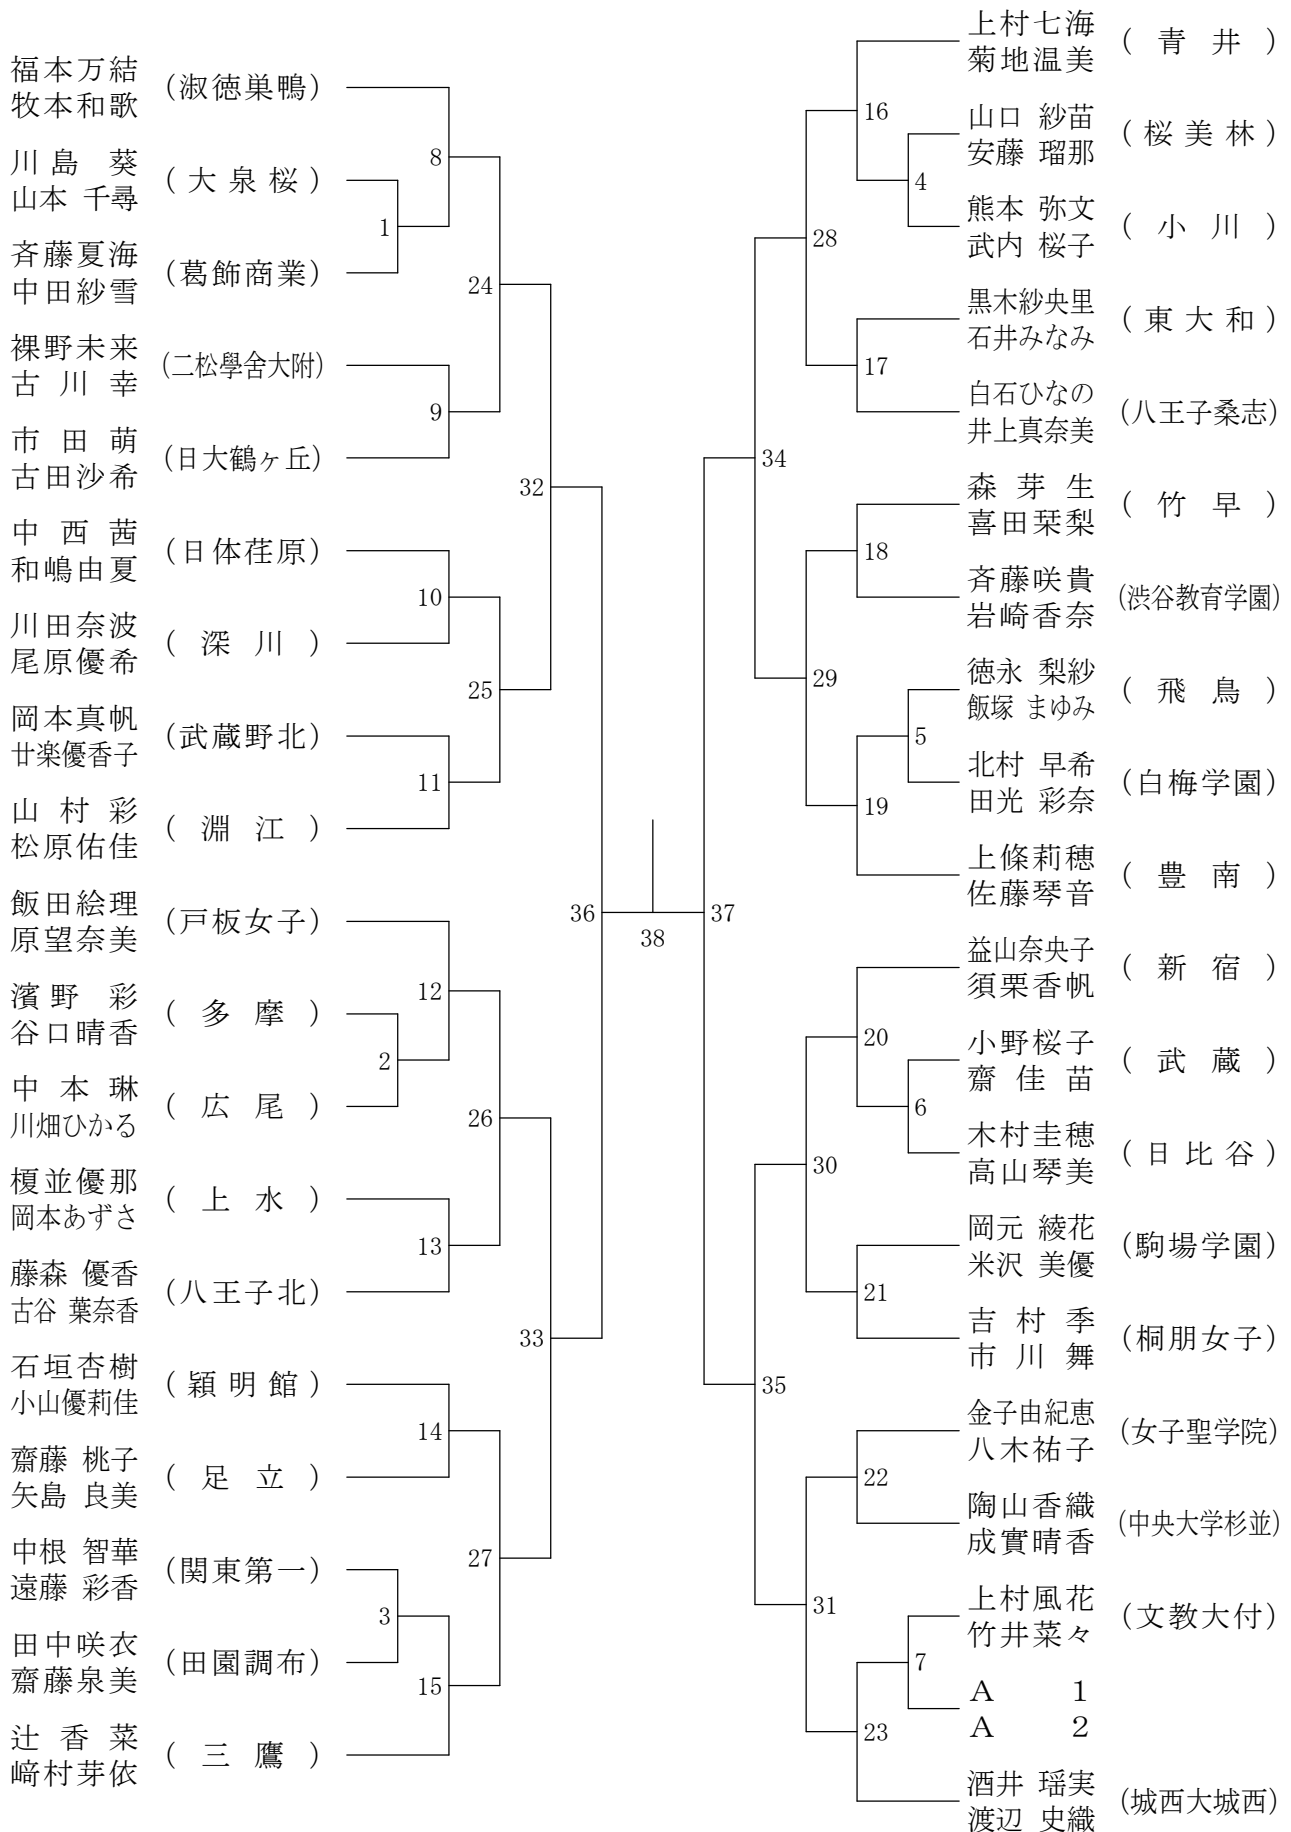 福本万結
牧本和歌
(淑徳巣鴨)
川島 葵
山本 千尋
(大泉桜)
斉藤夏海
中田紗雪
(葛飾商業)
裸野未来
古川幸
(二松學舎大附)
市田萌
古田沙希
(日大鶴ヶ丘)
中西茜
和嶋由夏
(日体荏原)
川田奈波
尾原優希
(深川)
岡本真帆
廿楽優香子
(武蔵野北)
山村彩
松原佑佳
(淵江)
飯田絵理
原望奈美
(戸板女子)
濱野 彩
谷口晴香
(多摩)
中本琳
川畑ひかる
(広尾)
榎並優那
岡本あずさ
(上水)
藤森 優香
古谷 葉奈香
(八王子北)
石垣杏樹
小山優莉佳
(穎明館)
齋藤 桃子
矢島 良美
(足立)
中根 智華
遠藤 彩香
(関東第一)
田中咲衣
齋藤泉美
(田園調布)
辻香菜
﨑村芽依
(三鷹)
8
1
24
9
32
10
25
11
36
12
2
26
13
33
14
27
3
15
38
37
16
4
28
17
34
18
29
5
19
20
6
30
21
35
22
31
7
23
上村七海
菊地温美
(青井)
山口 紗苗
安藤 瑠那
(桜美林)
熊本 弥文
武内 桜子
(小川)
黒木紗央里
石井みなみ
(東大和)
白石ひなの
井上真奈美
(八王子桑志)
森芽生
喜田栞梨
(竹早)
斉藤咲貴
岩崎香奈
(渋谷教育学園)
徳永 梨紗
飯塚 まゆみ
(飛鳥)
北村 早希
田光 彩奈
(白梅学園)
上條莉穂
佐藤琴音
(豊南)
益山奈央子
須栗香帆
(新宿)
小野桜子
齋佳苗
(武蔵)
木村圭穂
高山琴美
(日比谷)
岡元 綾花
米沢 美優
(駒場学園)
吉村季
市川舞
(桐朋女子)
金子由紀恵
八木祐子
(女子聖学院)
陶山香織
成實晴香
(中央大学杉並)
上村風花
竹井菜々
(文教大付)
A 1
A 2
酒井 瑶実
渡辺 史織
(城西大城西)